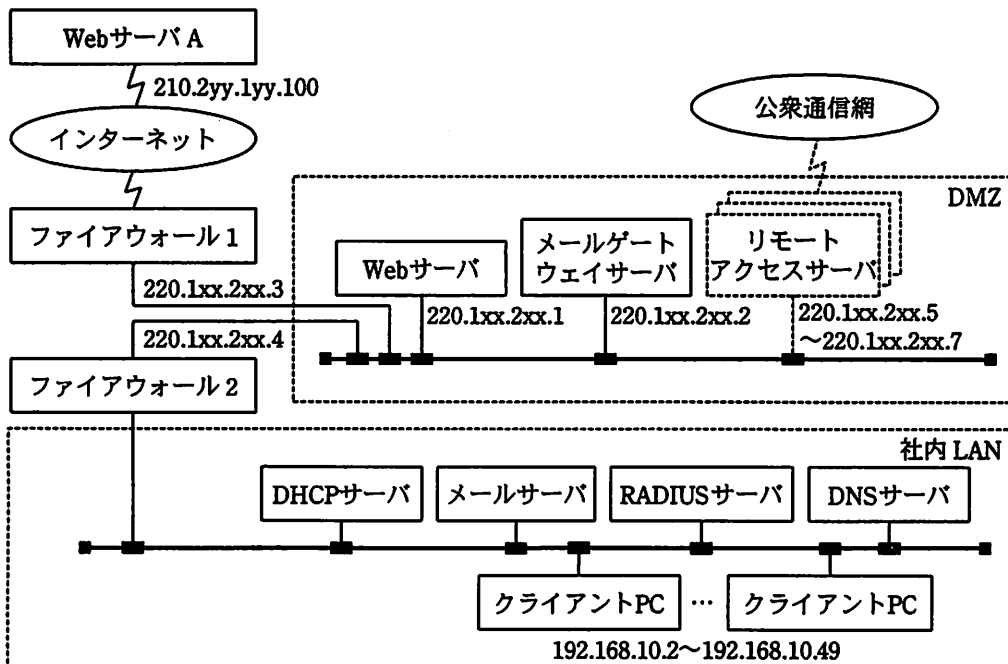 WebサーバA
210.2yy.1yy.100
インターネット
公衆通信網
DMZ
ファイアウォール1
Webサーバ
メールゲート
ウェイサーバ
リモート
アクセスサーバ
220.1xx.2xx.3
220.1xx.2xx.1
220.1xx.2xx.2
220.1xx.2xx.5
～220.1xx.2xx.7
220.1xx.2xx.4
ファイアウォール2
社内LAN
DHCPサーバ
メールサーバ
RADIUSサーバ
DNSサーバ
クライアントPC
…
クライアントPC
192.168.10.2～192.168.10.49